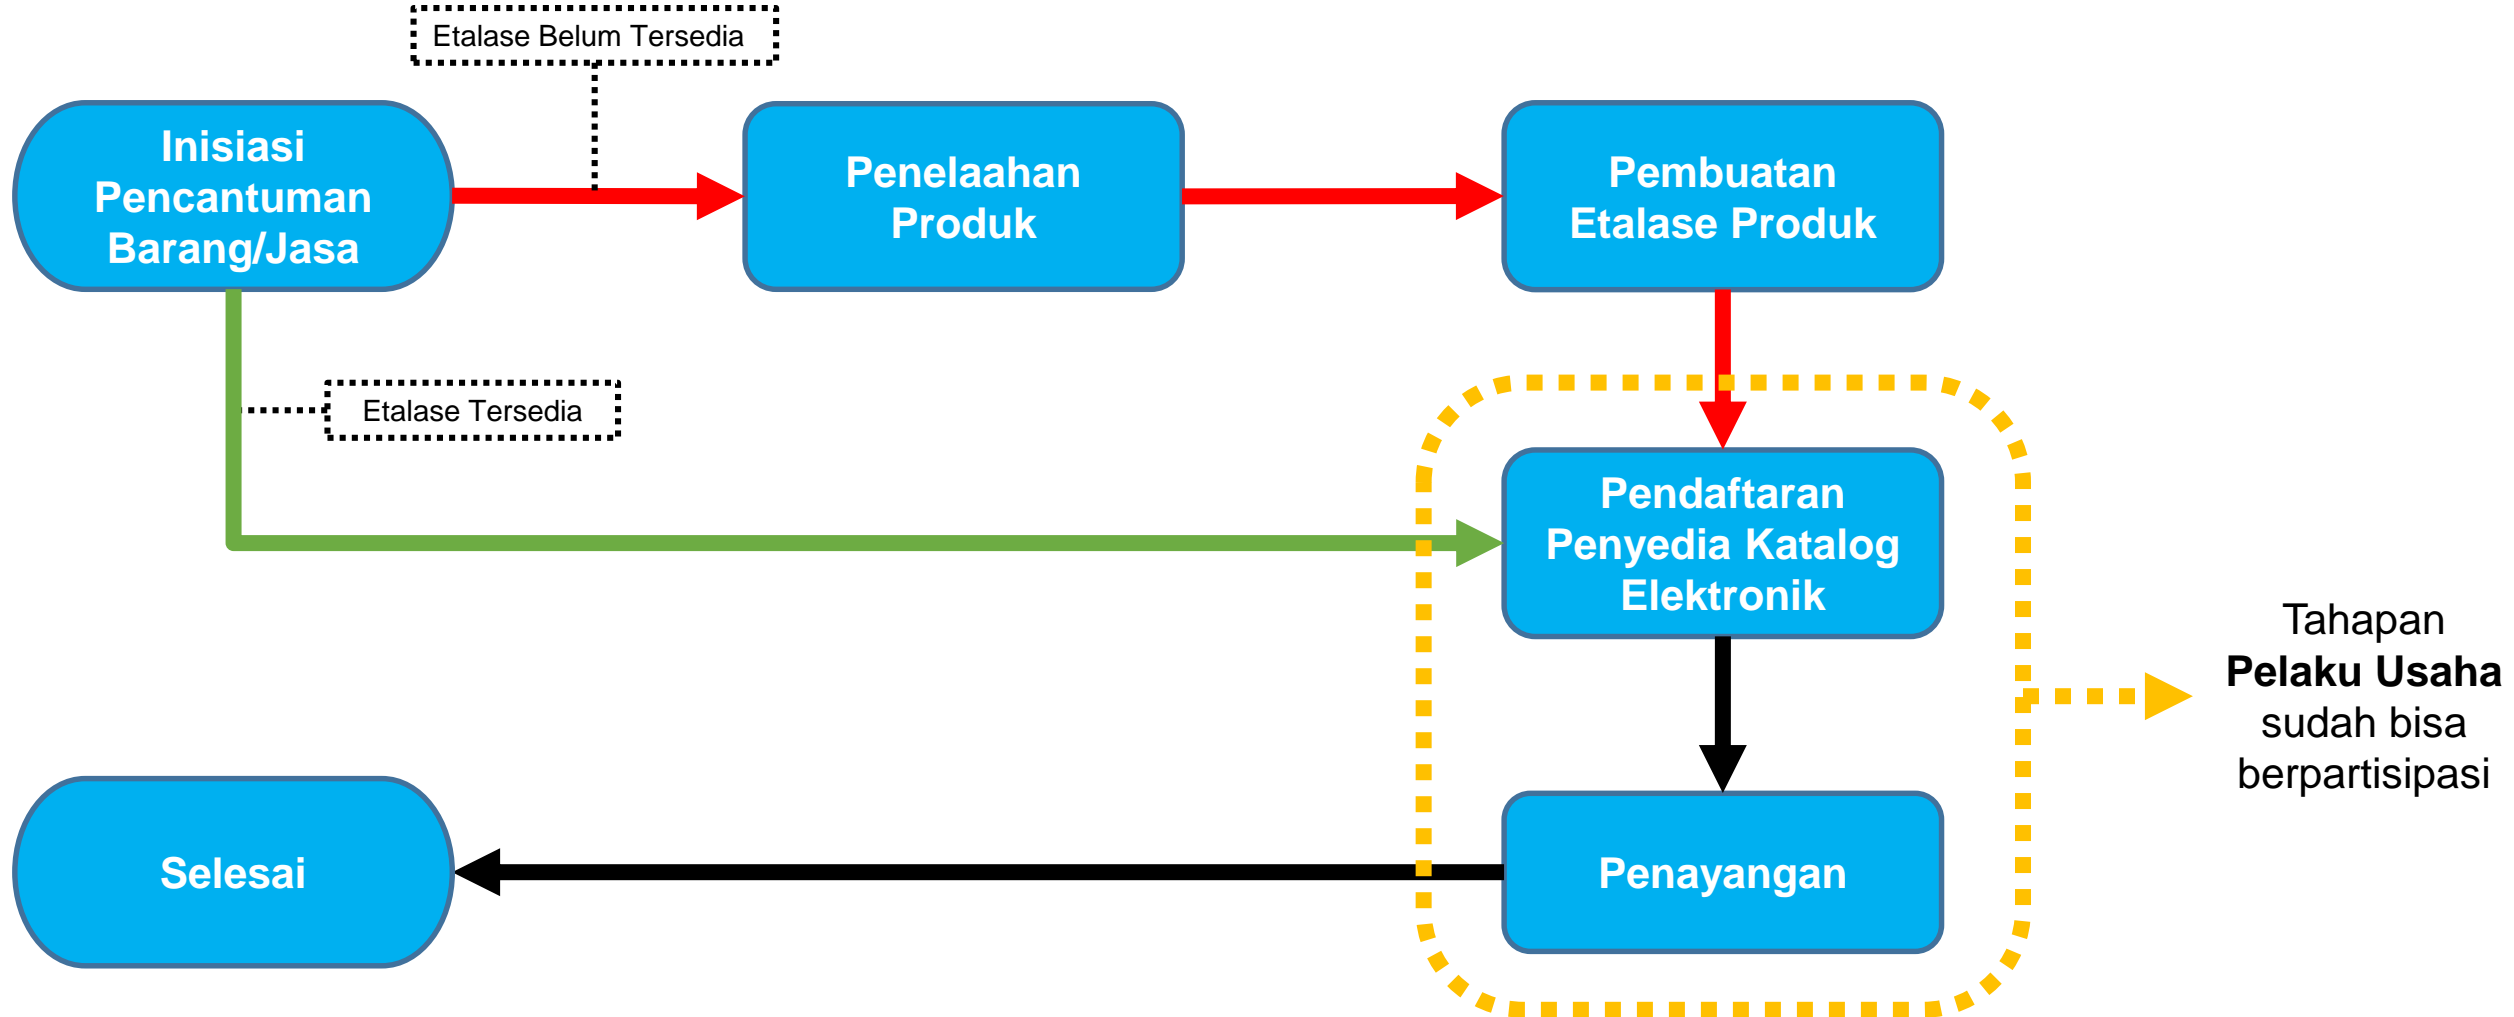 Etalase Belum Tersedia
Inisiasi
Pencantuman
Barang/Jasa
Penelaahan
Produk
Pembuatan
Etalase Produk
Etalase Tersedia
Pendaftaran
Penyedia Katalog
Elektronik
Tahapan
Pelaku Usaha
sudah bisa
berpartisipasi
Selesai
Penayangan